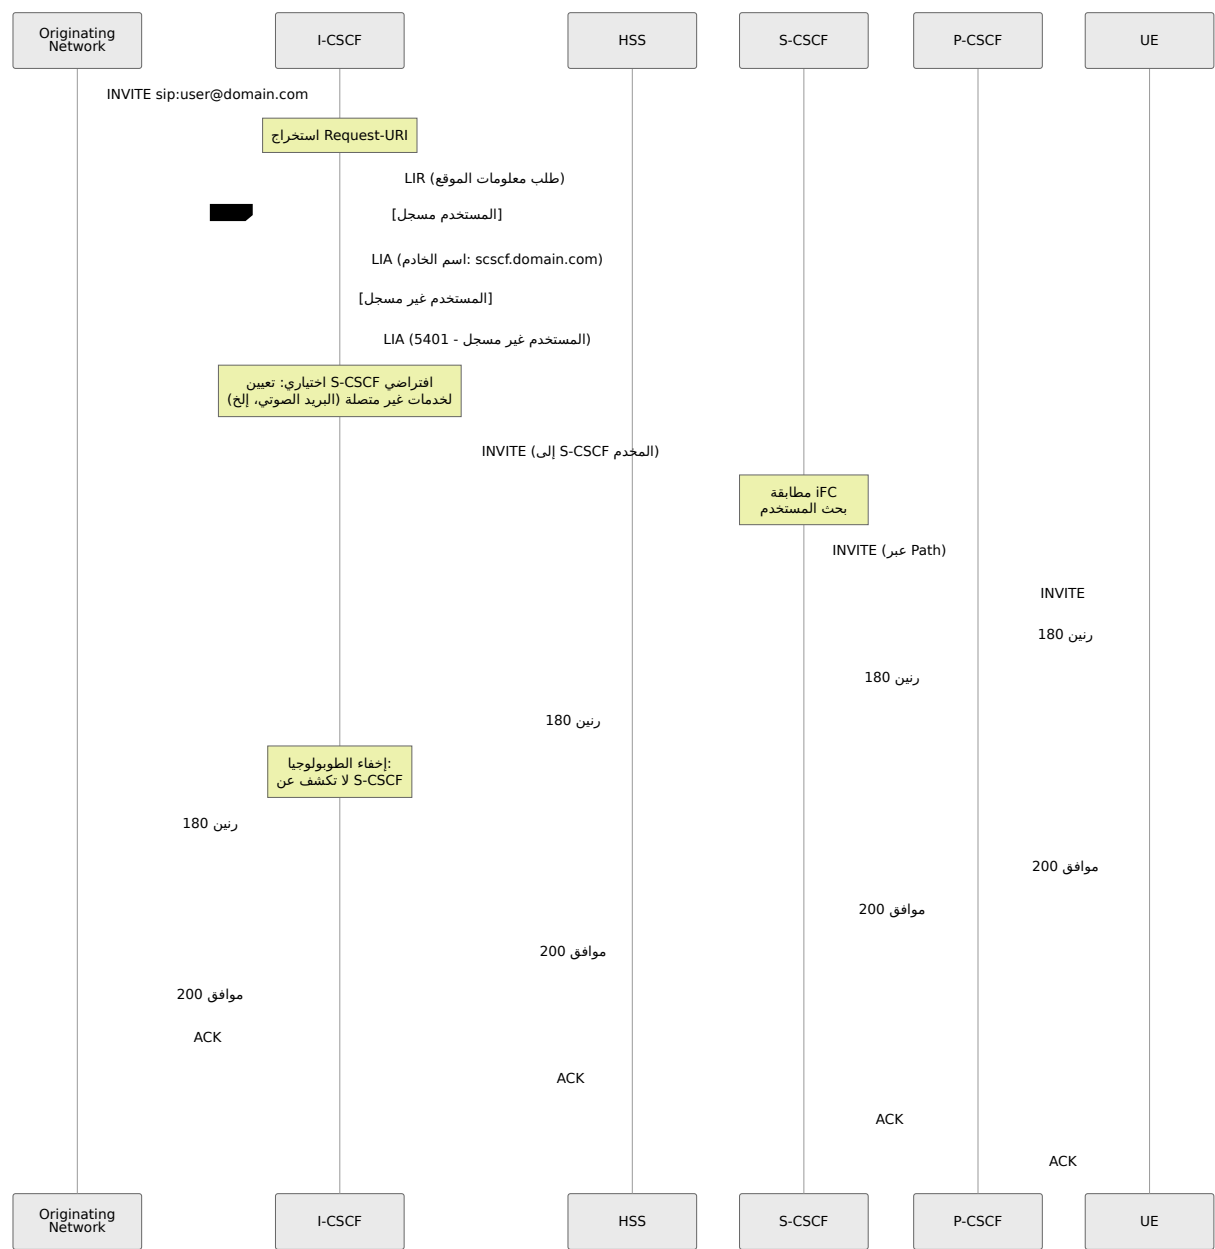 Originating
Network
I-CSCF
HSS
S-CSCF
P-CSCF
UE
INVITE sip:user@domain.com
استخراج Request-URI
LIR (طلب معلومات الموقع)
[المستخدم مسجل]
LIA (اسم الخادم: scscf.domain.com)
[المستخدم غير مسجل]
LIA (5401 - المستخدم غير مسجل)
اختياري: تعيين S-CSCF افتراضي
لخدمات غير متصلة (البريد الصوتي، إلخ)
INVITE (إلى S-CSCF المخدم)
مطابقة iFC
بحث المستخدم
INVITE (عبر Path)
INVITE
180 رنين
180 رنين
180 رنين
إخفاء الطوبولوجيا:
لا تكشف عن S-CSCF
180 رنين
200 موافق
200 موافق
200 موافق
200 موافق
ACK
ACK
ACK
ACK
Originating
Network
I-CSCF
HSS
S-CSCF
P-CSCF
UE